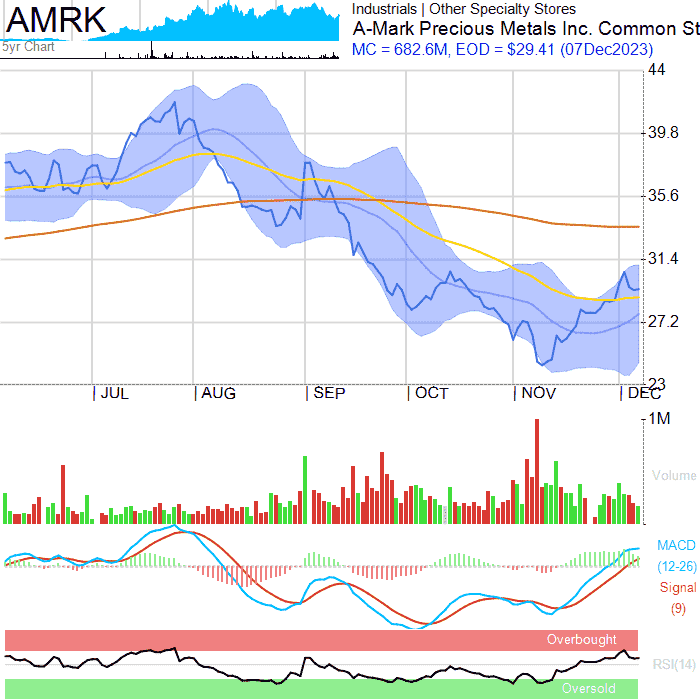 AMRK
5yr Chart
Industrials | Other Specialty Stores
A-Mark Precious Metals Inc. Common St
MC = 682.6M, EOD = $29.41 (07Dec2023)
44
39.8
35.6
31.4
27.2
23
JUL AUG SEP OCT NOV DEC
1M
Volume
MACD
(12-26)
Signal
(9)
Overbought
RSI(14)
Oversold